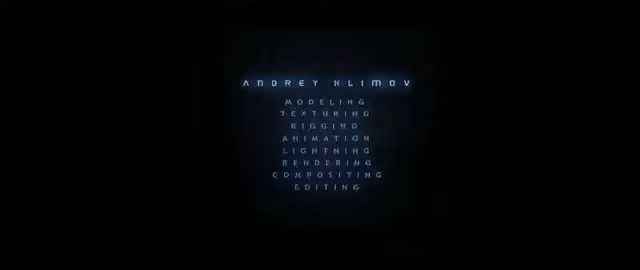 ANDREY KLIMOV
MODELING
TEXTURING
RIGGING
ANIMATION
LIGHTNING
RENDERING
COMPOSITING
EDITING